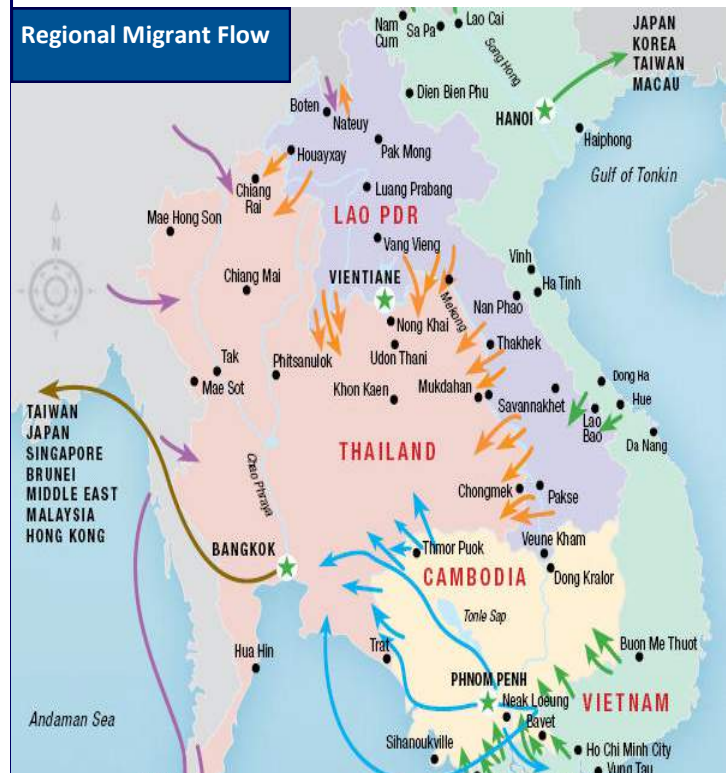 Regional Migrant Flow
Nam
Cum
Sa Pa
Lao Cai
Song Hong
JAPAN
KOREA
TAIWAN
MACAU
Dien Bien Phu
HANOI
Haiphong
Gulf of Tonkin
Boten
Nateuy
Pak Mong
Houayxay
Chiang
Rai
Luang Prabang
LAO PDR
Mae Hong Son
N
Vang Vieng
Chiang Mai
VIENTIANE
Mekong
Vinh
Ha Tinh
Nan Phao
Nong Khai
Udon Thani
Thakhek
Tak
Mae Sot
Phitsanulok
Khon Kaen
Mukdahan
Savannakhet
Dong Ha
Hue
Lao
Bao
Da Nang
TAIWAN
JAPAN
SINGAPORE
BRUNEI
MIDDLE EAST
MALAYSIA
HONG KONG
THAILAND
Chao Phraya
Chongmek
Pakse
BANGKOK
Thmor Puok
Veune Kham
CAMBODIA
Dong Kralor
Tonle Sap
Hua Hin
Trat
Buon Me Thuot
PHNOM PENH
Neak Loeung
VIETNAM
Bavet
Andaman Sea
Sihanoukville
Ho Chi Minh City
Vung Tau